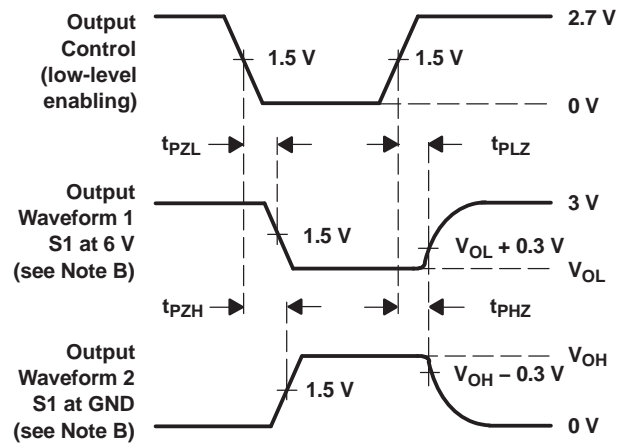 Output
Control
(low-level
enabling)
2.7 V
1.5 V
1.5 V
0 V
tPZL
tPLZ
Output
Waveform 1
S1 at 6 V
(see Note B)
3 V
1.5 V
VOL + 0.3 V
VOL
tPZH
tPHZ
Output
Waveform 2
S1 at GND
(see Note B)
VOH
VOH – 0.3 V
1.5 V
0 V